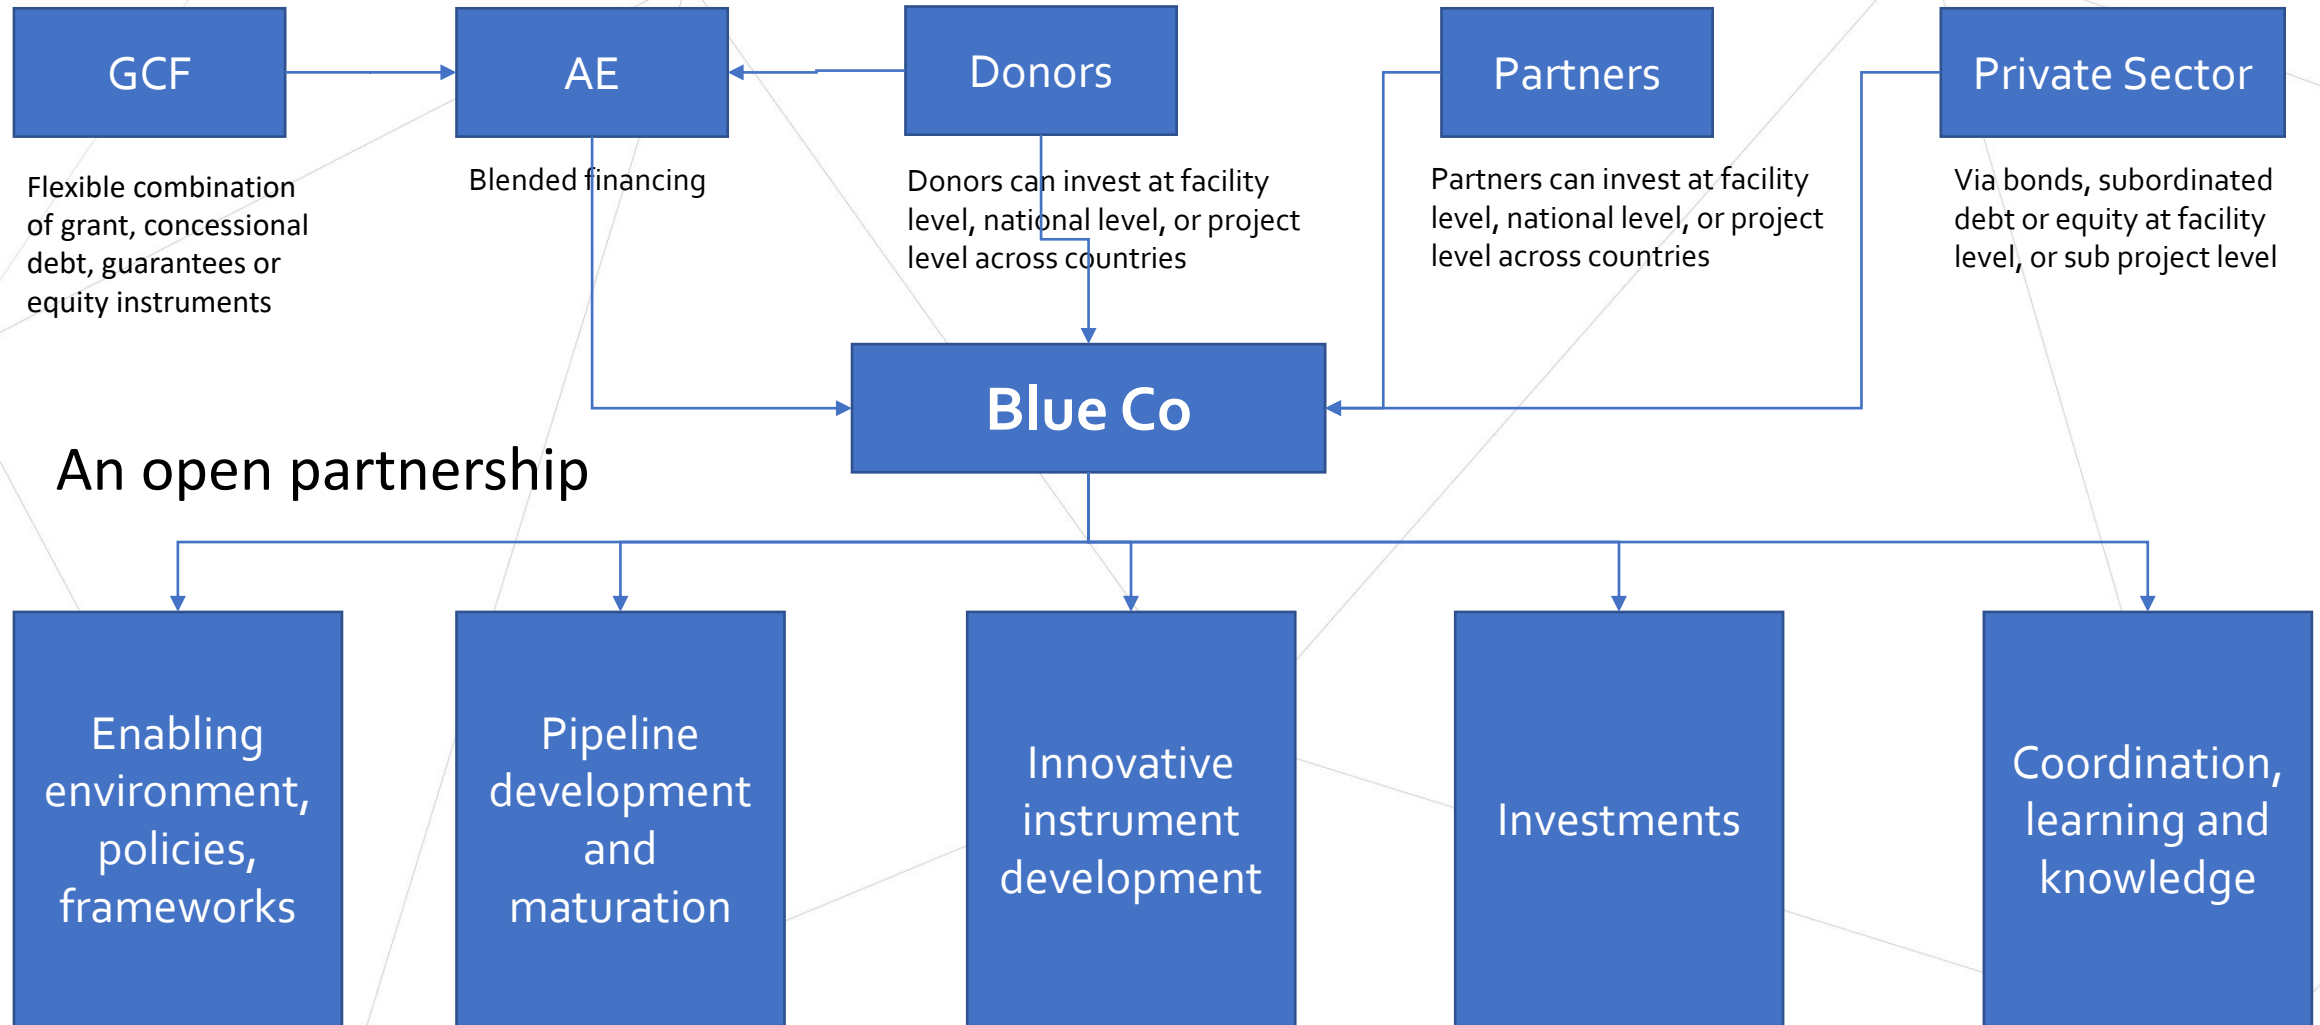 GCF
AE
Donors
Partners
Private Sector
Flexible combination
of grant, concessional
debt, guarantees or
equity instruments
Blended financing
Donors can invest at facility
level, national level, or project
level across countries
Partners can invest at facility
level, national level, or project
level across countries
Via bonds, subordinated
debt or equity at facility
level, or sub project level
Blue Co
An open partnership
Enabling
environment,
policies,
frameworks
Pipeline
development
and
maturation
Innovative
instrument
development
Investments
Coordination,
learning and
knowledge